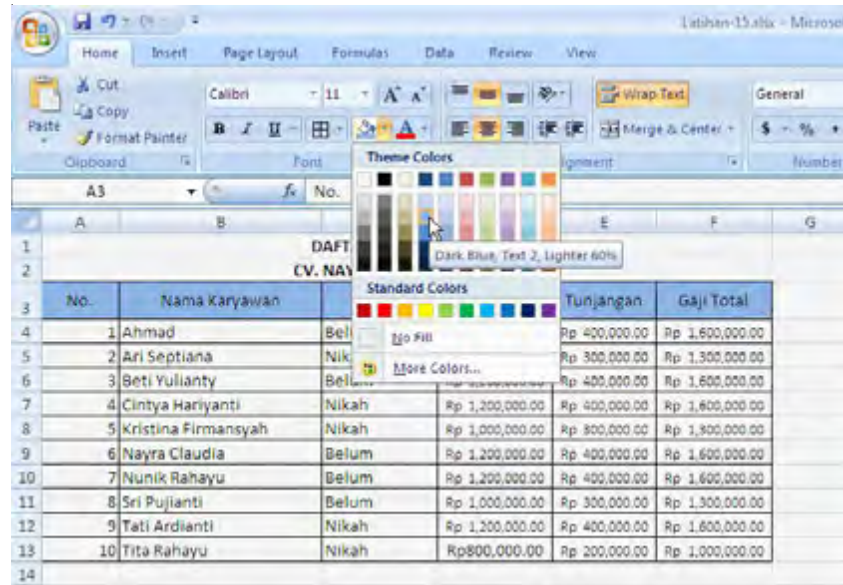 Latihan-15.xlsx - Microso
Home Insert Page Layout Formulas Data Review View
Paste
Cut
Copy
Format Painter
Clipboard
Calibri 11 A A
B I U
Font
Wrap Text
Merge & Center
General
$ %
Number
A3 fx No.
Theme Colors
Dark Blue, Text 2, Lighter 60%
Standard Colors
No Fill
More Colors...
A B E F G
1 DAFT
2 CV. NAY
3 No. Nama Karyawan Tunjangan Gaji Total
4 1 Ahmad Bel Rp 400,000.00 Rp 1,600,000.00
5 2 Ari Septiana Nik Rp 300,000.00 Rp 1,300,000.00
6 3 Beti Yulianty Rp 400,000.00 Rp 1,600,000.00
7 4 Cintya Hariyanti Nikah Rp 1,200,000.00 Rp 400,000.00 Rp 1,600,000.00
8 5 Kristina Firmansyah Nikah Rp 1,000,000.00 Rp 300,000.00 Rp 1,300,000.00
9 6 Nayra Claudia Belum Rp 1,200,000.00 Rp 400,000.00 Rp 1,600,000.00
10 7 Nunik Rahayu Belum Rp 1,200,000.00 Rp 400,000.00 Rp 1,600,000.00
11 8 Sri Pujianti Belum Rp 1,000,000.00 Rp 300,000.00 Rp 1,300,000.00
12 9 Tati Ardianti Nikah Rp 1,200,000.00 Rp 400,000.00 Rp 1,600,000.00
13 10 Tita Rahayu Nikah Rp800,000.00 Rp 200,000.00 Rp 1,000,000.00
14